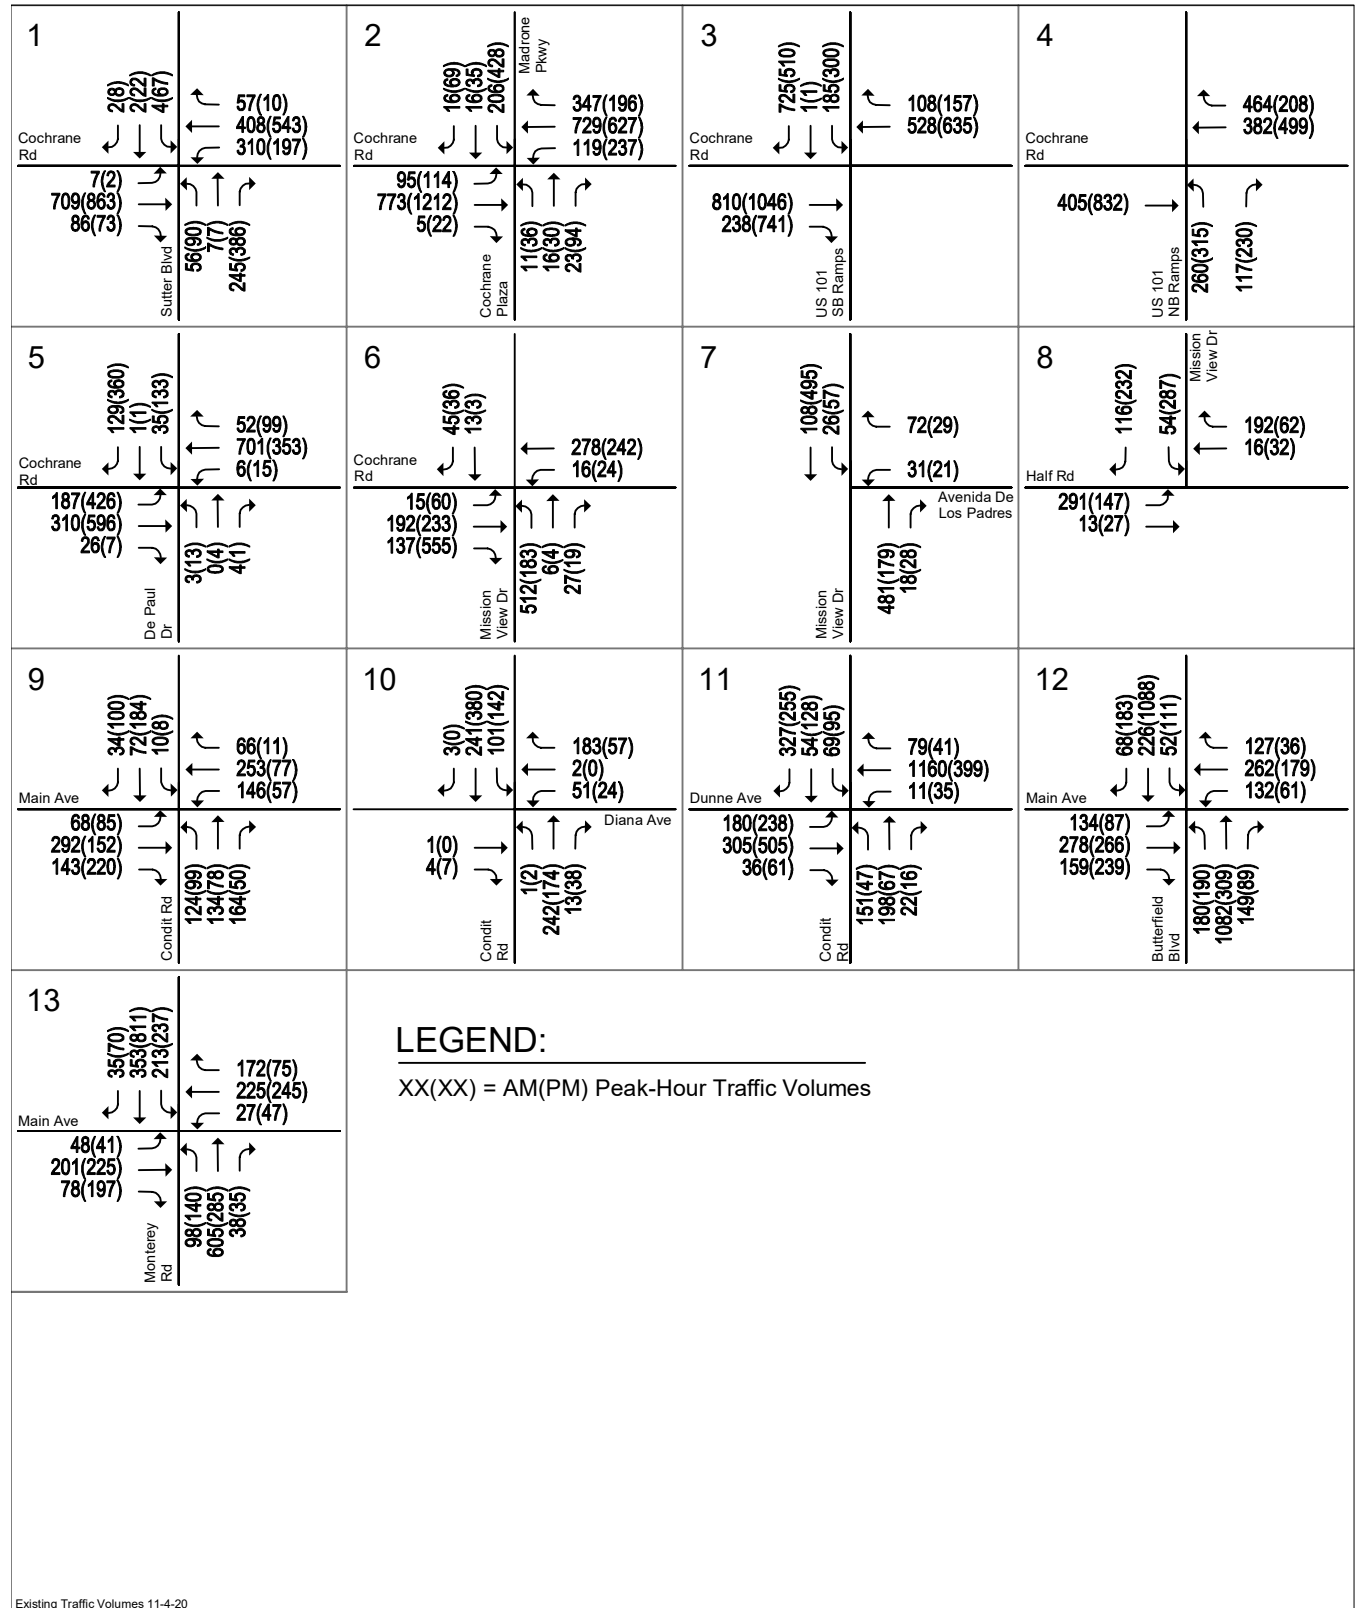 1
2(8)
2(22)
4(67)
57(10)
408(543)
310(197)
Cochrane
Rd
7(2)
709(863)
86(73)
56(90)
7(7)
245(386)
Sutter Blvd
2
16(69)
16(35)
206(428)
Madrone
Pkwy
347(196)
729(627)
119(237)
Cochrane
Rd
95(114)
773(1212)
5(22)
11(36)
16(30)
23(94)
Cochrane
Plaza
3
725(510)
1(1)
185(300)
108(157)
528(635)
Cochrane
Rd
810(1046)
238(741)
US 101
SB Ramps
4
464(208)
382(499)
Cochrane
Rd
405(832)
260(315)
117(230)
US 101
NB Ramps
5
129(360)
1(1)
35(133)
52(99)
701(353)
6(15)
Cochrane
Rd
187(426)
310(596)
26(7)
3(13)
0(4)
4(1)
De Paul
Dr
6
45(36)
13(3)
278(242)
16(24)
Cochrane
Rd
15(60)
192(233)
137(555)
512(183)
6(4)
27(19)
Mission
View Dr
7
108(495)
26(57)
72(29)
31(21)
Avenida De
Los Padres
481(179)
18(28)
Mission
View Dr
8
116(232)
54(287)
Mission
View Dr
192(62)
16(32)
Half Rd
291(147)
13(27)
9
34(100)
72(184)
10(8)
66(11)
253(77)
146(57)
Main Ave
68(85)
292(152)
143(220)
124(99)
134(78)
164(50)
Condit Rd
10
3(0)
241(380)
101(142)
183(57)
2(0)
51(24)
Diana Ave
1(0)
4(7)
1(2)
242(174)
13(38)
Condit
Rd
11
327(255)
54(128)
69(95)
79(41)
1160(399)
11(35)
Dunne Ave
180(238)
305(505)
36(61)
151(47)
198(67)
22(16)
Condit
Rd
12
68(183)
226(1088)
52(111)
127(36)
262(179)
132(61)
Main Ave
134(87)
278(266)
159(239)
180(190)
1082(309)
149(89)
Butterfield
Blvd
13
35(70)
353(811)
213(237)
172(75)
225(245)
27(47)
Main Ave
48(41)
201(225)
78(197)
98(140)
605(285)
38(35)
Monterey
Rd
LEGEND:
XX(XX) = AM(PM) Peak-Hour Traffic Volumes
Existing Traffic Volumes 11-4-20